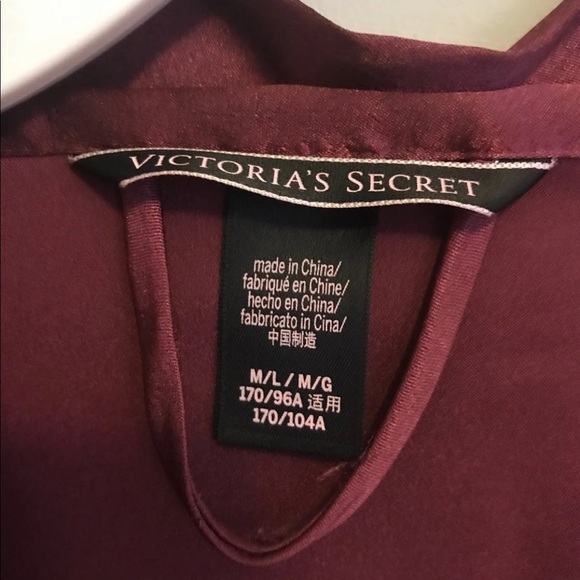 VICTORIA'S SECRET
made in China/
fabriqué en Chine/
hecho en China/
fabbricato in Cina/
中国制造
M/L / M/G
170/96A 适用
170/104A